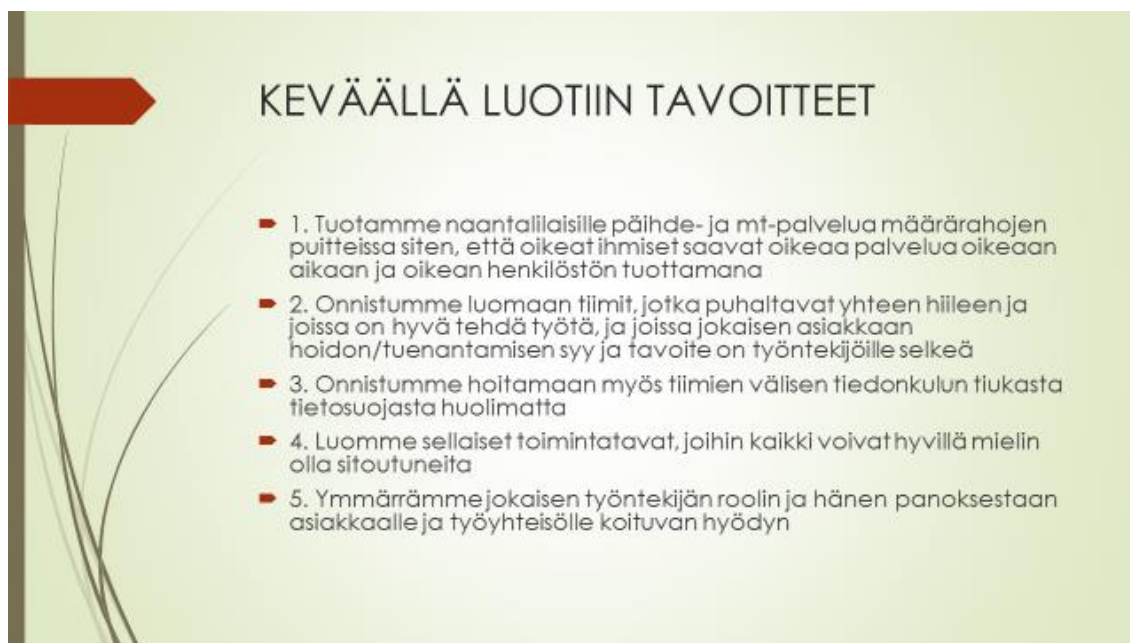 KEVÄÄLLÄ LUOTIIN TAVOITTEET
1. Tuotamme naantalilaisille päihde- ja mt-palvelua määrärahojen
puitteissa siten, että oikeat ihmiset saavat oikeaa palvelua oikeaan
aikaan ja oikean henkilöstön tuottamana
2. Onnistumme luomaan tiimit, jotka puhaltavat yhteen hiileen ja
joissa on hyvä tehdä työtä, ja joissa jokaisen asiakkaan
hoidon/tuenantamisen syy ja tavoite on työntekijöille selkeä
3. Onnistumme hoitamaan myös tiimien välisen tiedonkulun tiukasta
tietosuojasta huolimatta
4. Luomme sellaiset toimintatavat, joihin kaikki voivat hyvillä mielin
olla sitoutuneita
5. Ymmärrämme jokaisen työntekijän roolin ja hänen panoksestaan
asiakkaalle ja työyhteisölle koituvan hyödyn